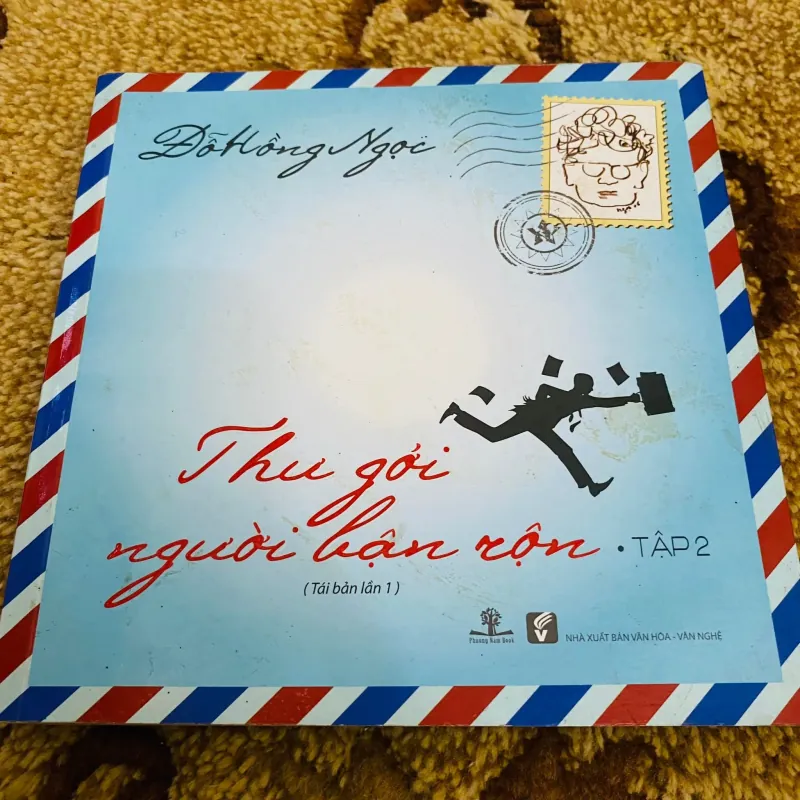 Đỗ Hồng Ngọc
Thư gởi
người bận rộn • TẬP 2
(Tái bản lần 1)
Phuong Nam Book
NHÀ XUẤT BẢN VĂN HÓA - VĂN NGHỆ